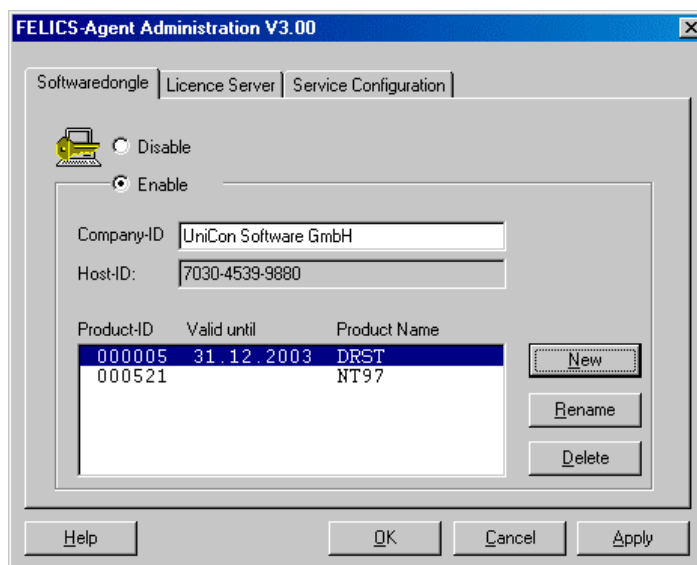 FELICS-Agent Administration V3.00
Softwaredongle Licence Server Service Configuration
Disable
Enable
Company-ID UniCon Software GmbH
Host-ID: 7030-4539-9880
Product-ID Valid until Product Name
000005 31.12.2003 DRST
000521 NT97
New
Rename
Delete
Help OK Cancel Apply